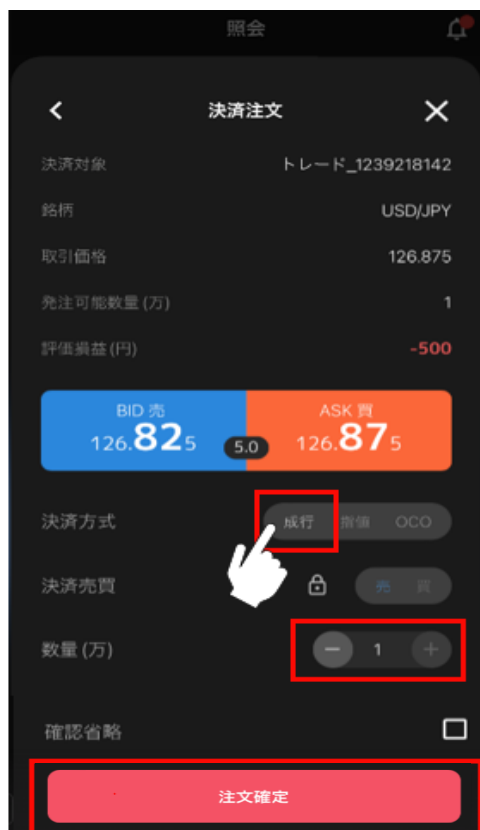 照会
決済注文
決済対象 トレード_1239218142
銘柄 USD/JPY
取引価格 126.875
発注可能数量(万) 1
評価損益(円) -500
BID 売 ASK 買
126.825 5.0 126.875
決済方式 成行 指値 OCO
決済売買 売 買
数量(万) 1
確認省略
注文確定